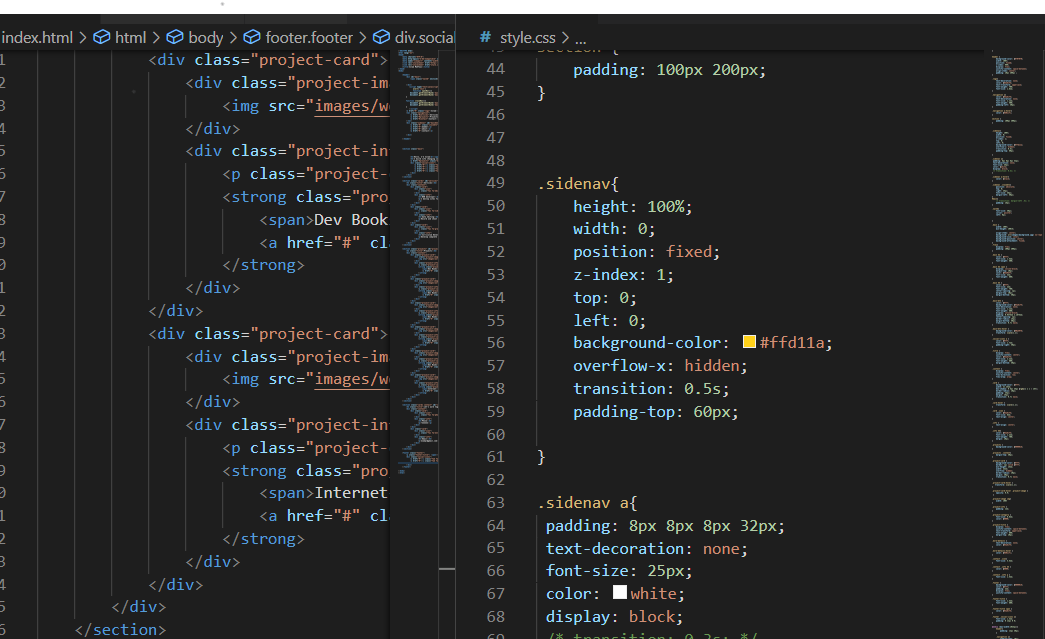 index.html > html > body > footer.footer > div.social
1 <div class="project-card">
2 <div class="project-im
3 <img src="images/w
4 </div>
5 <div class="project-in
6 <p class="project-
7 <strong class="pro
8 <span>Dev Book
9 <a href="#" cl
0 </strong>
1 </div>
2 </div>
3 <div class="project-card">
4 <div class="project-im
5 <img src="images/w
6 </div>
7 <div class="project-in
8 <p class="project-
9 <strong class="pro
0 <span>Internet
1 <a href="#" cl
2 </strong>
3 </div>
4 </div>
5 </div>
6 </section>
# style.css > ...
44 padding: 100px 200px;
45 }
46
47
48
49 .sidenav{
50 height: 100%;
51 width: 0;
52 position: fixed;
53 z-index: 1;
54 top: 0;
55 left: 0;
56 background-color: #ffd11a;
57 overflow-x: hidden;
58 transition: 0.5s;
59 padding-top: 60px;
60
61 }
62
63 .sidenav a{
64 padding: 8px 8px 8px 32px;
65 text-decoration: none;
66 font-size: 25px;
67 color: white;
68 display: block;
69 /* transition: 0.3s; */